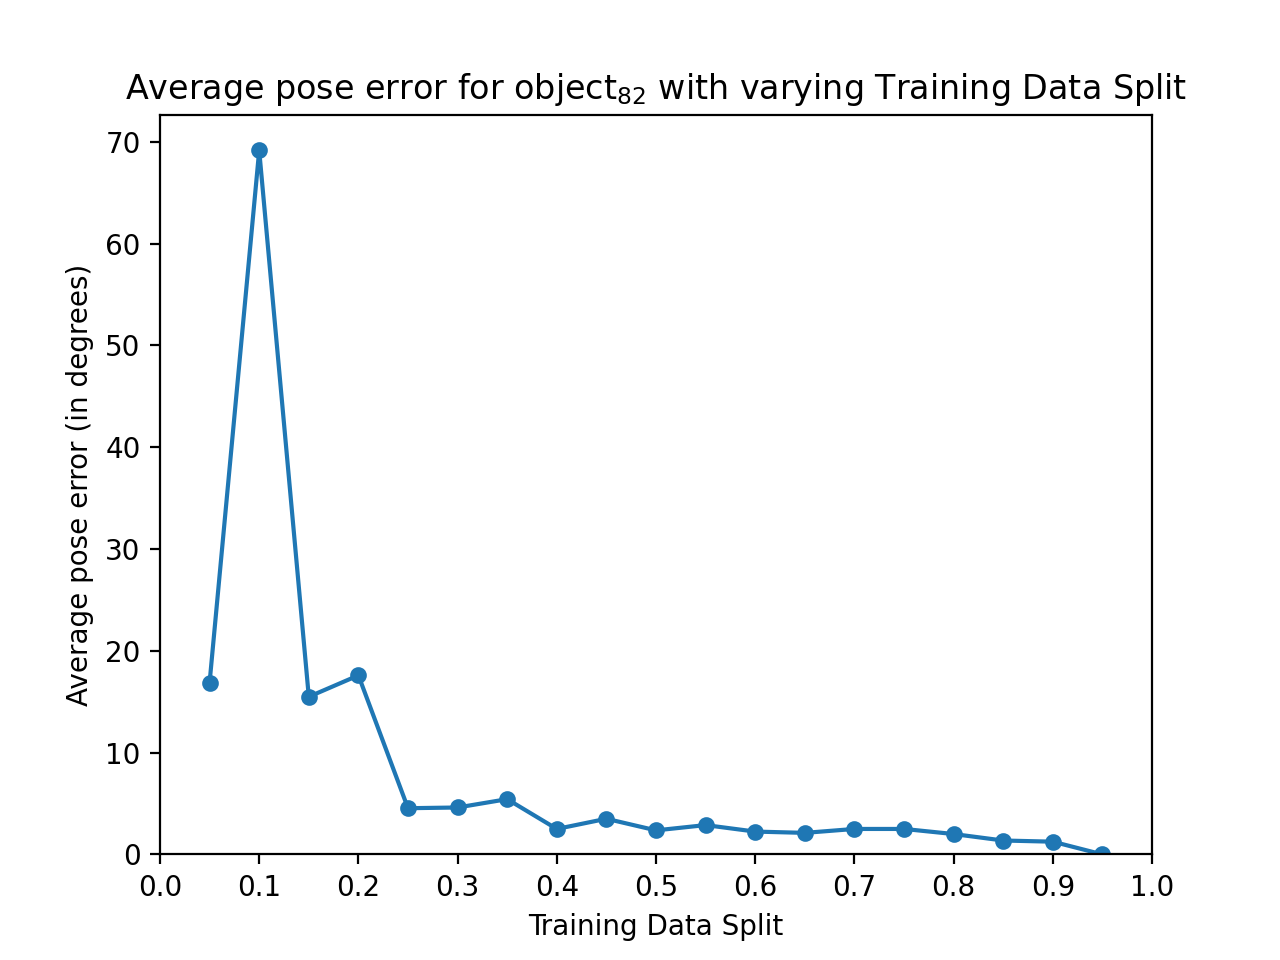 Average pose error for object₈₂ with varying Training Data Split
70
60
50
40
30
20
10
0
Average pose error (in degrees)
0.0 0.1 0.2 0.3 0.4 0.5 0.6 0.7 0.8 0.9 1.0
Training Data Split